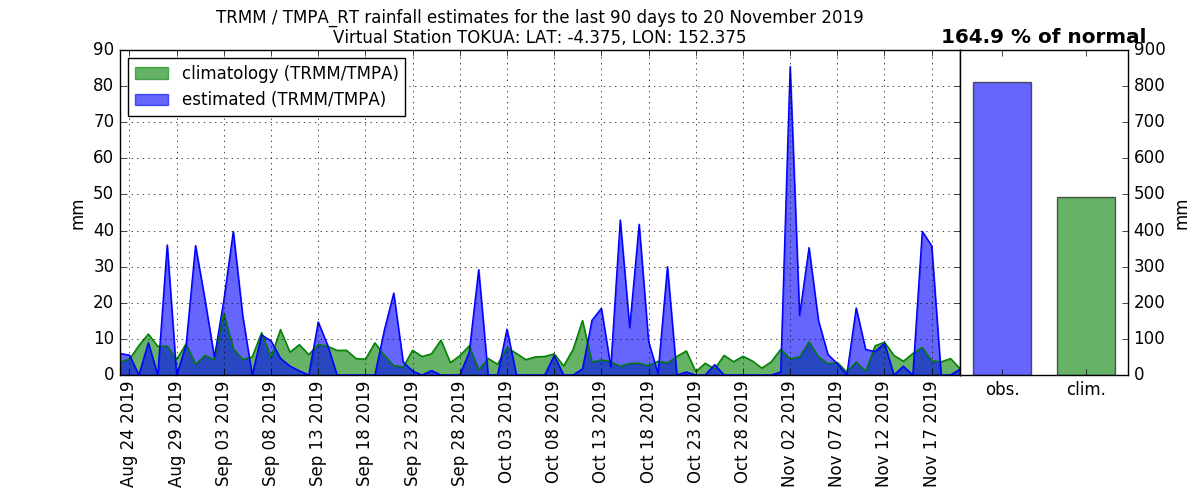 TRMM / TMPA_RT rainfall estimates for the last 90 days to 20 November 2019
Virtual Station TOKUA: LAT: -4.375, LON: 152.375
164.9 % of normal
climatology (TRMM/TMPA)
estimated (TRMM/TMPA)
mm
90
80
70
60
50
40
30
20
10
0
Aug 24 2019
Aug 29 2019
Sep 03 2019
Sep 08 2019
Sep 13 2019
Sep 18 2019
Sep 23 2019
Sep 28 2019
Oct 03 2019
Oct 08 2019
Oct 13 2019
Oct 18 2019
Oct 23 2019
Oct 28 2019
Nov 02 2019
Nov 07 2019
Nov 12 2019
Nov 17 2019
obs.
clim.
900
800
700
600
500
400
300
200
100
0
mm